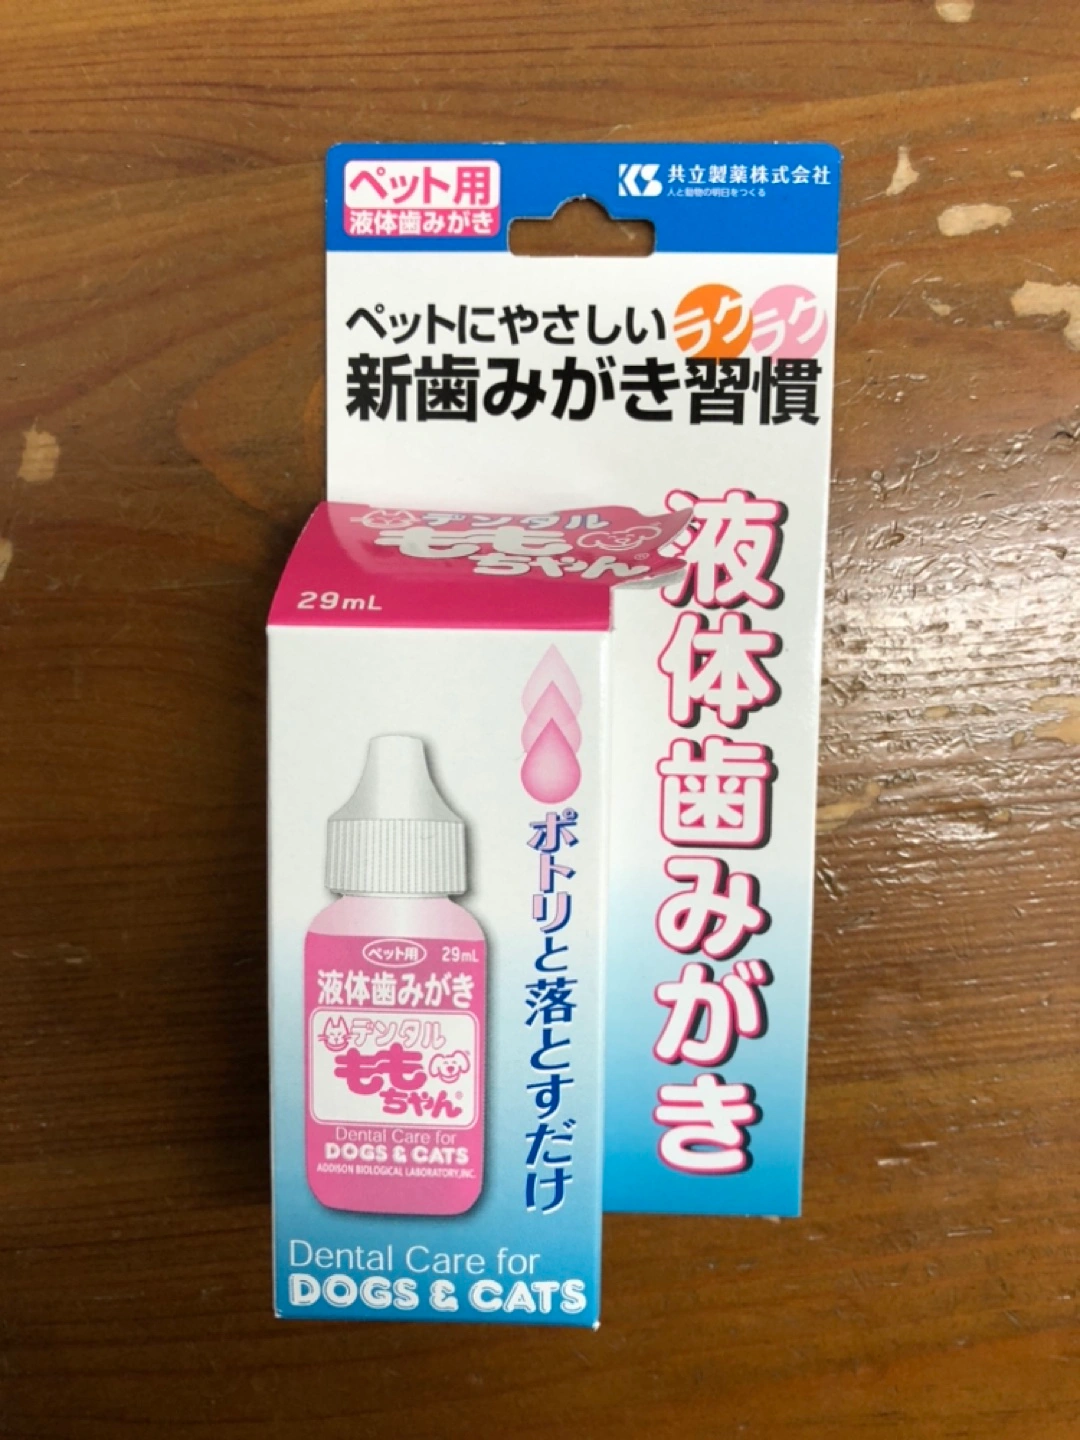 ペット用
液体歯みがき
KS 共立製薬株式会社
人と動物の明日をつくる
ペットにやさしい ラクラク
新歯みがき習慣
液体歯みがき
デンタル
ももちゃん®
29mL
ポトリと落とすだけ
ペット用 29mL
液体歯みがき
デンタル
もも
ちゃん®
Dental Care for
DOGS & CATS
ADDISON BIOLOGICAL LABORATORY,INC.
Dental Care for
DOGS & CATS